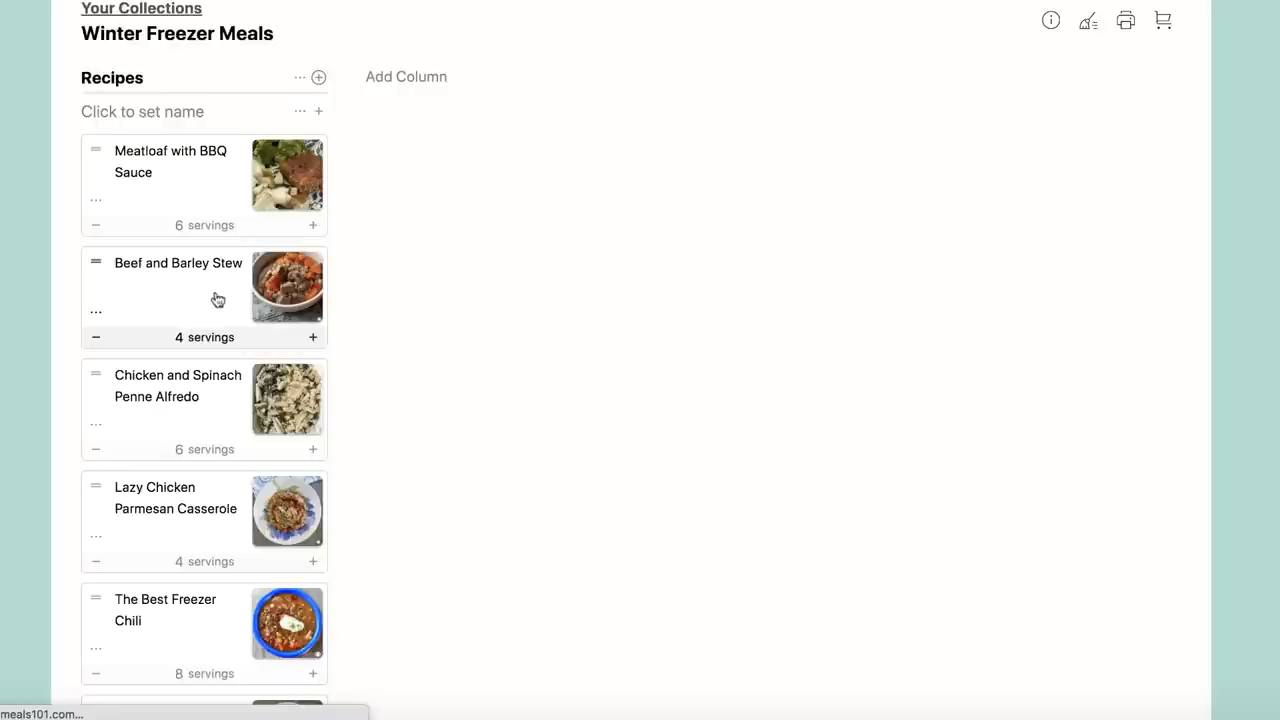 Your Collections
Winter Freezer Meals
Recipes
Add Column
Click to set name
Meatloaf with BBQ
Sauce
6 servings
Beef and Barley Stew
4 servings
Chicken and Spinach
Penne Alfredo
6 servings
Lazy Chicken
Parmesan Casserole
4 servings
The Best Freezer
Chili
8 servings
meals101.com...